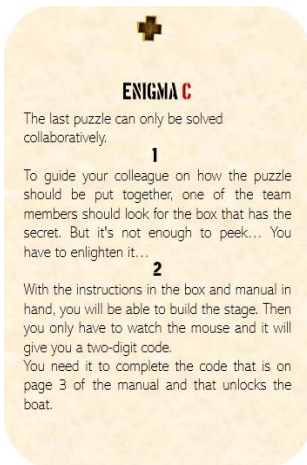 ENIGMA C
The last puzzle can only be solved
collaboratively.
1
To guide your colleague on how the puzzle
should be put together, one of the team
members should look for the box that has the
secret. But it's not enough to peek... You
have to enlighten it...
2
With the instructions in the box and manual in
hand, you will be able to build the stage. Then
you only have to watch the mouse and it will
give you a two-digit code.
You need it to complete the code that is on
page 3 of the manual and that unlocks the
boat.